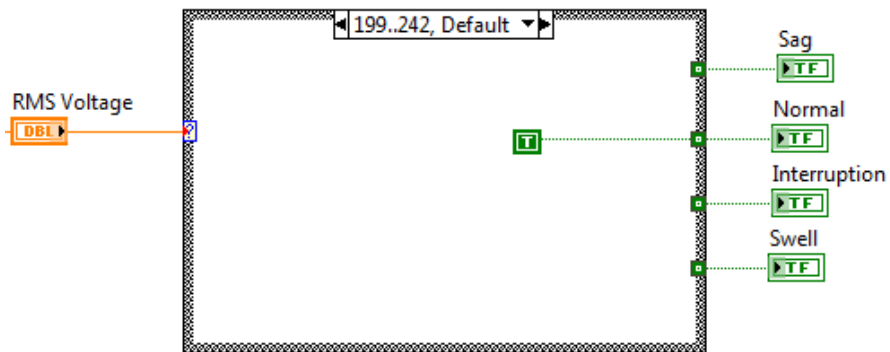 199..242, Default
Sag
TF
RMS Voltage
DBL
?
Normal
T
TF
Interruption
TF
Swell
TF